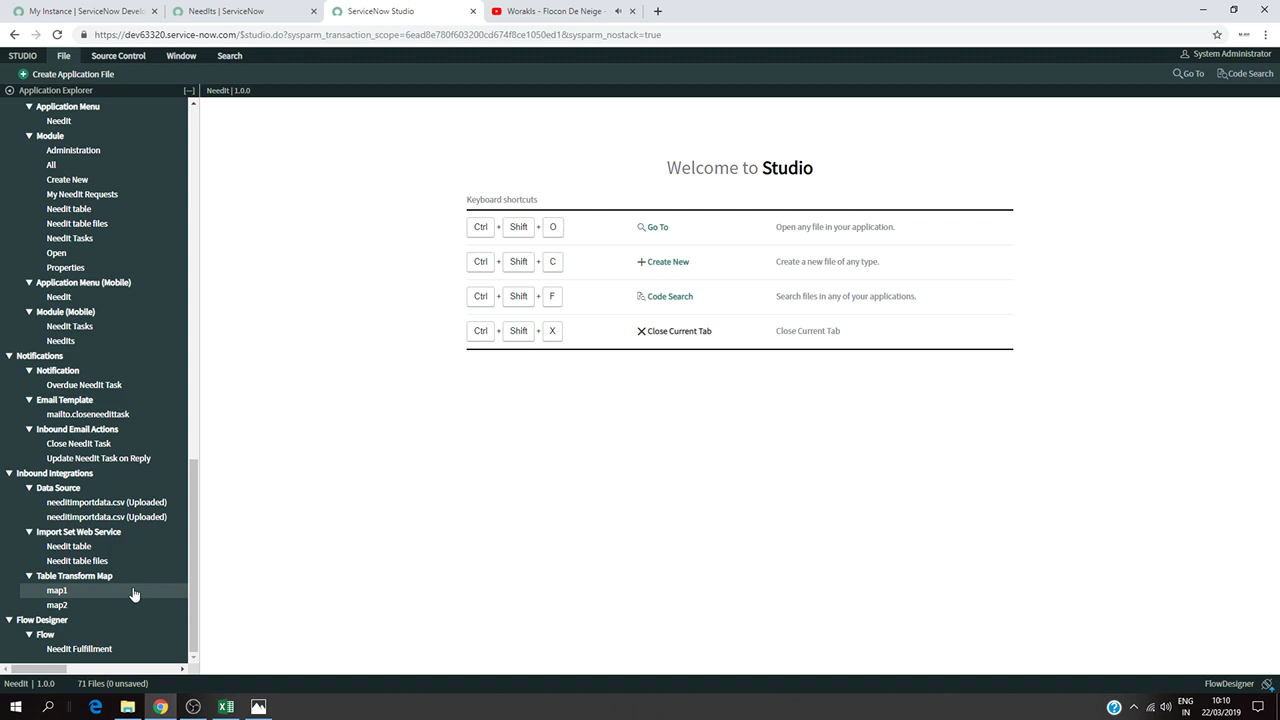 My Instance | ServiceNow Develo
NeedIts | ServiceNow
ServiceNow Studio
Worakls - Flocon De Neige -
https://dev63320.service-now.com/$studio.do?sysparm_transaction_scope=6ead8e780f603200cd674f8ce1050ed1&sysparm_nostack=true
STUDIO File Source Control Window Search
System Administrator
Create Application File
Go To Code Search
Application Explorer [—]
NeedIt | 1.0.0
Application Menu
NeedIt
Module
Administration
All
Create New
My NeedIt Requests
NeedIt table
NeedIt table files
NeedIt Tasks
Open
Properties
Application Menu (Mobile)
NeedIt
Module (Mobile)
NeedIt Tasks
NeedIts
Notifications
Notification
Overdue NeedIt Task
Email Template
mailto.closeneedittask
Inbound Email Actions
Close NeedIt Task
Update NeedIt Task on Reply
Inbound Integrations
Data Source
needitimportdata.csv (Uploaded)
needitimportdata.csv (Uploaded)
Import Set Web Service
NeedIt table
NeedIt table files
Table Transform Map
map1
map2
Flow Designer
Flow
NeedIt Fulfillment
Welcome to Studio
Keyboard shortcuts
Ctrl + Shift + O Go To Open any file in your application.
Ctrl + Shift + C Create New Create a new file of any type.
Ctrl + Shift + F Code Search Search files in any of your applications.
Ctrl + Shift + X Close Current Tab Close Current Tab
NeedIt | 1.0.0 71 Files (0 unsaved)
FlowDesigner
ENG 10:10
IN 22/03/2019